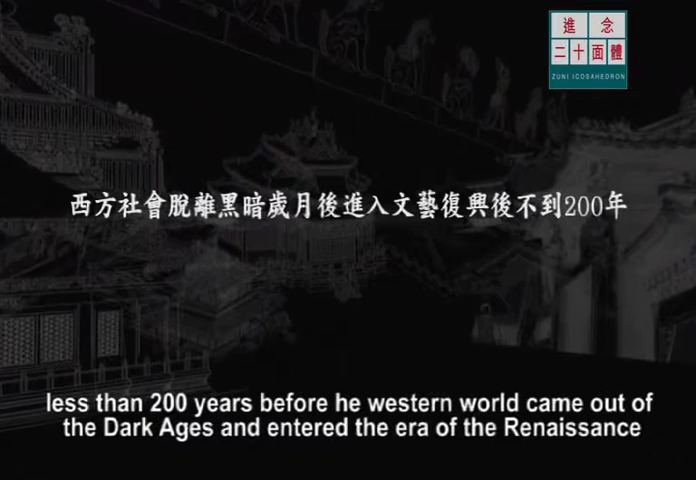 進念
二十面體
ZUNI ICOSAHEDRON
西方社會脫離黑暗歲月後進入文藝復興後不到200年
less than 200 years before he western world came out of
the Dark Ages and entered the era of the Renaissance